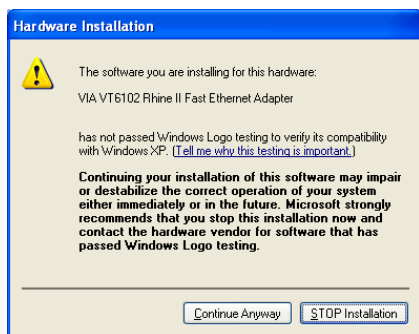 Hardware Installation
The software you are installing for this hardware:
VIA VT6102 Rhine II Fast Ethernet Adapter
has not passed Windows Logo testing to verify its compatibility
with Windows XP. (Tell me why this testing is important.)
Continuing your installation of this software may impair
or destabilize the correct operation of your system
either immediately or in the future. Microsoft strongly
recommends that you stop this installation now and
contact the hardware vendor for software that has
passed Windows Logo testing.
Continue Anyway
STOP Installation